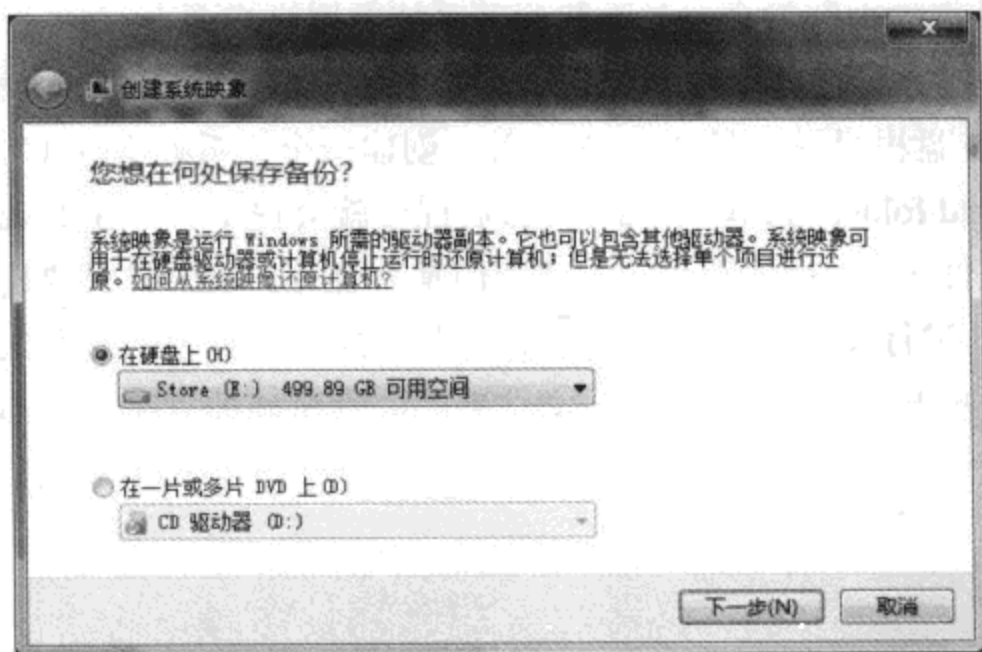 创建系统映象
您想在何处保存备份?
系统映象是运行 Windows 所需的驱动器副本。它也可以包含其他驱动器。系统映象可
用于在硬盘驱动器或计算机停止运行时还原计算机；但是无法选择单个项目进行还
原。如何从系统映像还原计算机?
在硬盘上(H)
Store (E:) 499.89 GB 可用空间
在一片或多片 DVD 上(D)
CD 驱动器 (D:)
下一步(N)
取消